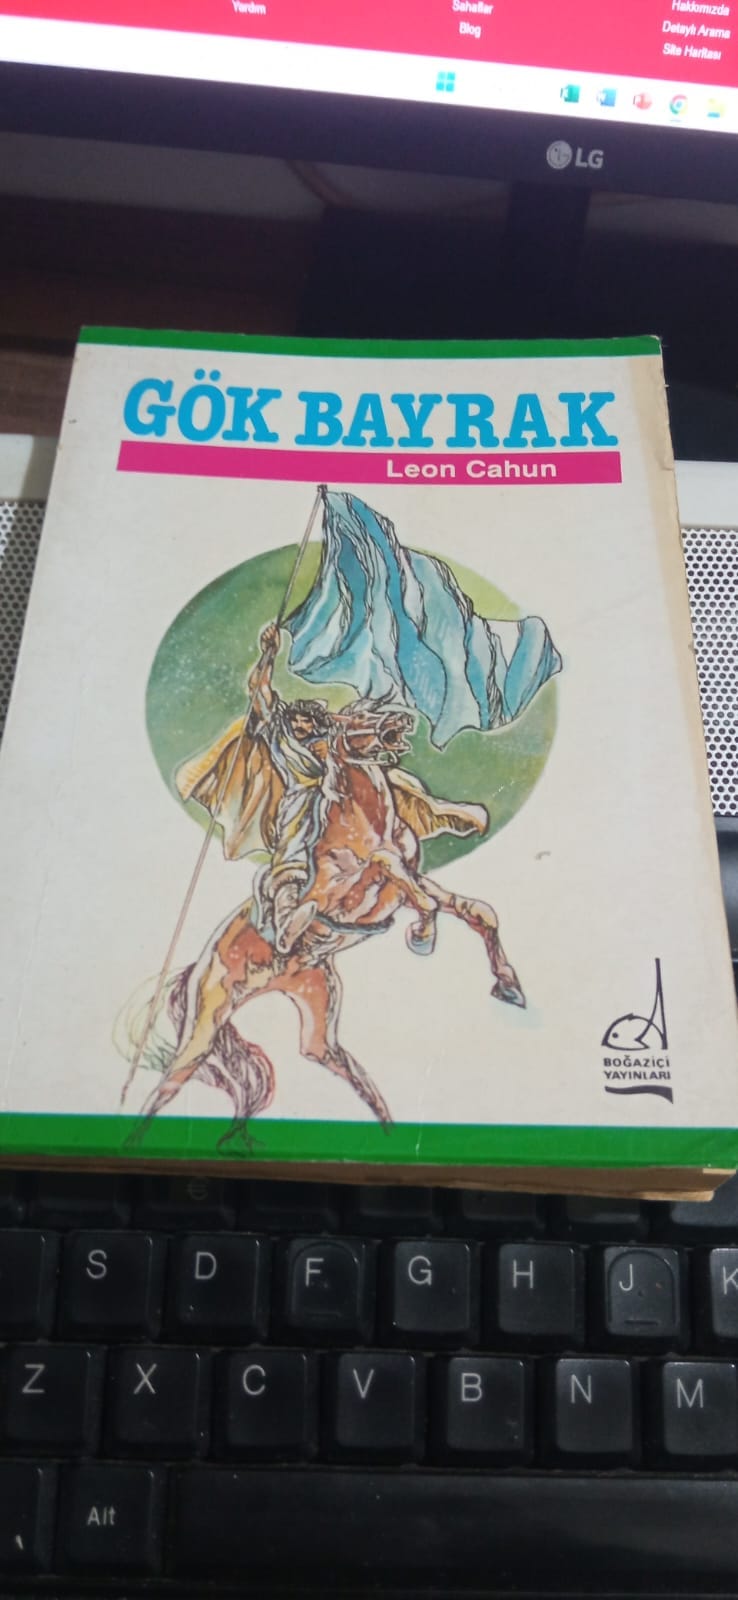 Yardım
Sahaflar
Blog
Hakkımızda
Detaylı Arama
Site Haritası
LG
GÖK BAYRAK
Leon Cahun
BOĞAZİÇİ
YAYINLARI
€
S D F G H J K
Z X C V B N M
Alt